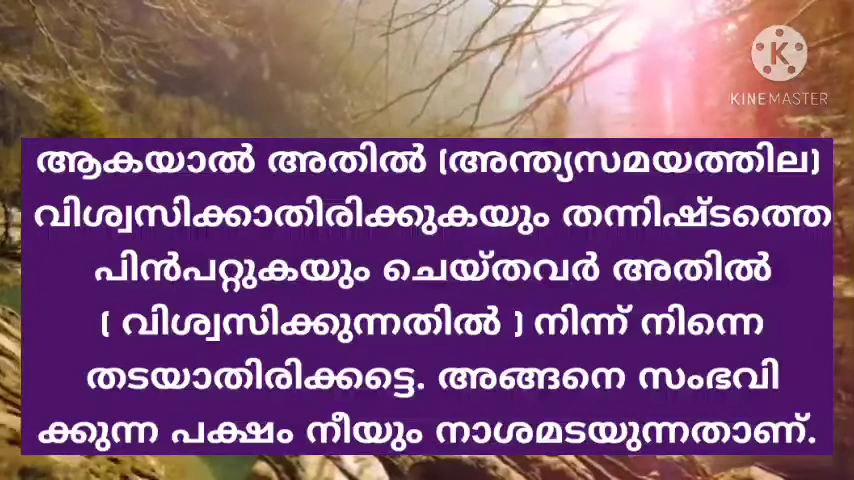 KINEMASTER
ആകയാൽ അതിൽ (അന്ത്യസമയത്തില)
വിശ്വസിക്കാതിരിക്കുകയും തന്നിഷ്ടത്തെ
പിൻപറ്റുകയും ചെയ്തവർ അതിൽ
( വിശ്വസിക്കുന്നതിൽ ) നിന്ന് നിന്നെ
തടയാതിരിക്കട്ടെ. അങ്ങനെ സംഭവി
ക്കുന്ന പക്ഷം നീയും നാശമടയുന്നതാണ്.